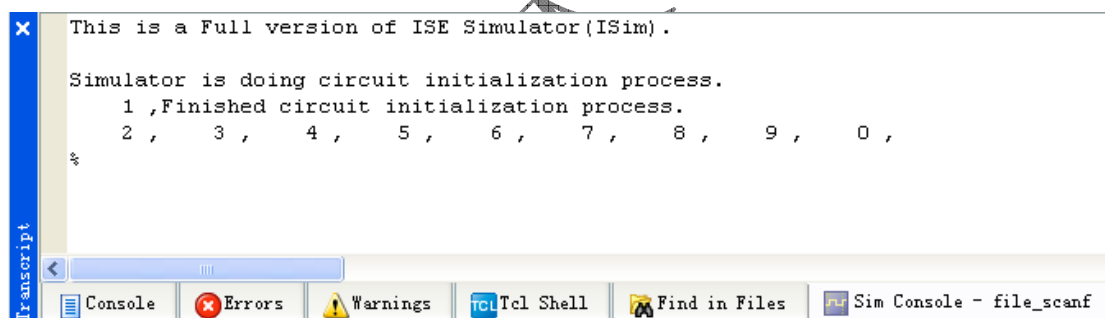 This is a Full version of ISE Simulator(ISim).
Simulator is doing circuit initialization process.
1 ,Finished circuit initialization process.
2 , 3 , 4 , 5 , 6 , 7 , 8 , 9 , 0 ,
%
Transcript
Console Errors Warnings TCL Tcl Shell Find in Files Sim Console - file_scanf